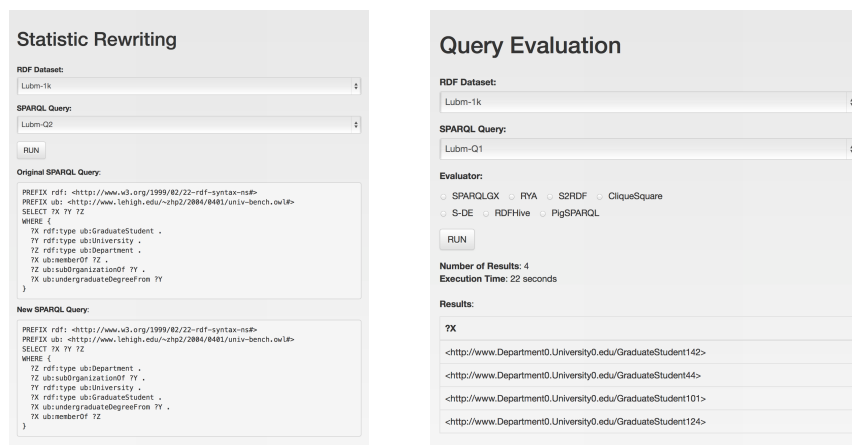 Statistic Rewriting
RDF Dataset:
Lubm-1k
SPARQL Query:
Lubm-Q2
RUN
Original SPARQL Query:
PREFIX rdf: <http://www.w3.org/1999/02/22-rdf-syntax-ns#>
PREFIX ub: <http://www.lehigh.edu/~zhp2/2004/0401/univ-bench.owl#>
SELECT ?X ?Y ?Z
WHERE {
?X rdf:type ub:GraduateStudent .
?Y rdf:type ub:University .
?Z rdf:type ub:Department .
?X ub:memberOf ?Z .
?Z ub:subOrganizationOf ?Y .
?X ub:undergraduateDegreeFrom ?Y
}
New SPARQL Query:
PREFIX rdf: <http://www.w3.org/1999/02/22-rdf-syntax-ns#>
PREFIX ub: <http://www.lehigh.edu/~zhp2/2004/0401/univ-bench.owl#>
SELECT ?X ?Y ?Z
WHERE {
?Z rdf:type ub:Department .
?Z ub:subOrganizationOf ?Y .
?Y rdf:type ub:University .
?X rdf:type ub:GraduateStudent .
?X ub:undergraduateDegreeFrom ?Y .
?X ub:memberOf ?Z
}
Query Evaluation
RDF Dataset:
Lubm-1k
SPARQL Query:
Lubm-Q1
Evaluator:
SPARQLGX RYA S2RDF CliqueSquare
S-DE RDFHive PigSPARQL
RUN
Number of Results: 4
Execution Time: 22 seconds
Results:
?X
<http://www.Department0.University0.edu/GraduateStudent142>
<http://www.Department0.University0.edu/GraduateStudent44>
<http://www.Department0.University0.edu/GraduateStudent101>
<http://www.Department0.University0.edu/GraduateStudent124>